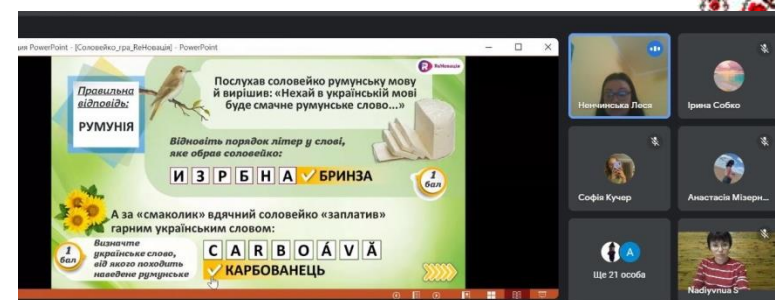 ция PowerPoint - [Соловейко_гра_ReНовація] - PowerPoint
ReНовація
Правильна
відповідь:
РУМУНІЯ
Послухав соловейко румунську мову
й вирішив: «Нехай в українській мові
буде смачне румунське слово...»
Відновіть порядок літер у слові,
яке обрав соловейко:
И З Р Б Н А БРИНЗА
1
бал
А за «смаколик» вдячний соловейко «заплатив»
гарним українським словом:
1
бал
Визначте
українське слово,
від якого походить
наведене румунське
C A R B O Á V Ă
КАРБОВАНЕЦЬ
Ненчинська Леся
Ірина Собко
Софія Кучер
Анастасія Мізерн...
А
Ще 21 особа
Nadiyvnua S